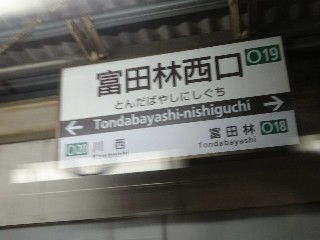 富田林西口 O19
とんだばやしにしぐち
Tondabayashi-nishiguchi
← →
O20 川西 富田林 O18
Kawanishi Tondabayashi